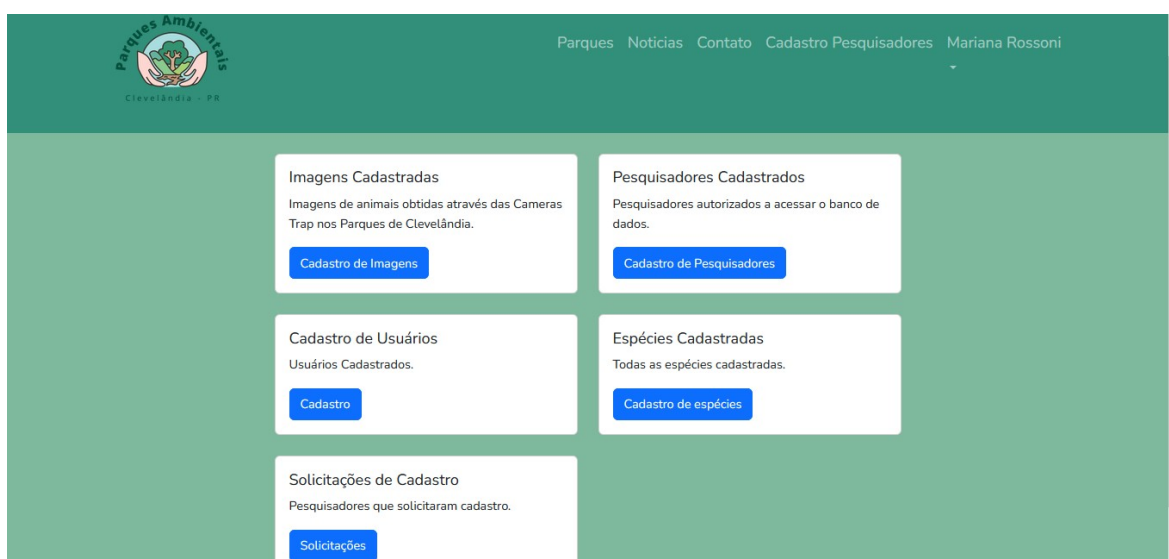 Parques Ambientais
Clevelândia - PR
Parques Noticias Contato Cadastro Pesquisadores Mariana Rossoni
Imagens Cadastradas
Imagens de animais obtidas através das Cameras
Trap nos Parques de Clevelândia.
Cadastro de Imagens
Pesquisadores Cadastrados
Pesquisadores autorizados a acessar o banco de
dados.
Cadastro de Pesquisadores
Cadastro de Usuários
Usuários Cadastrados.
Cadastro
Espécies Cadastradas
Todas as espécies cadastradas.
Cadastro de espécies
Solicitações de Cadastro
Pesquisadores que solicitaram cadastro.
Solicitações